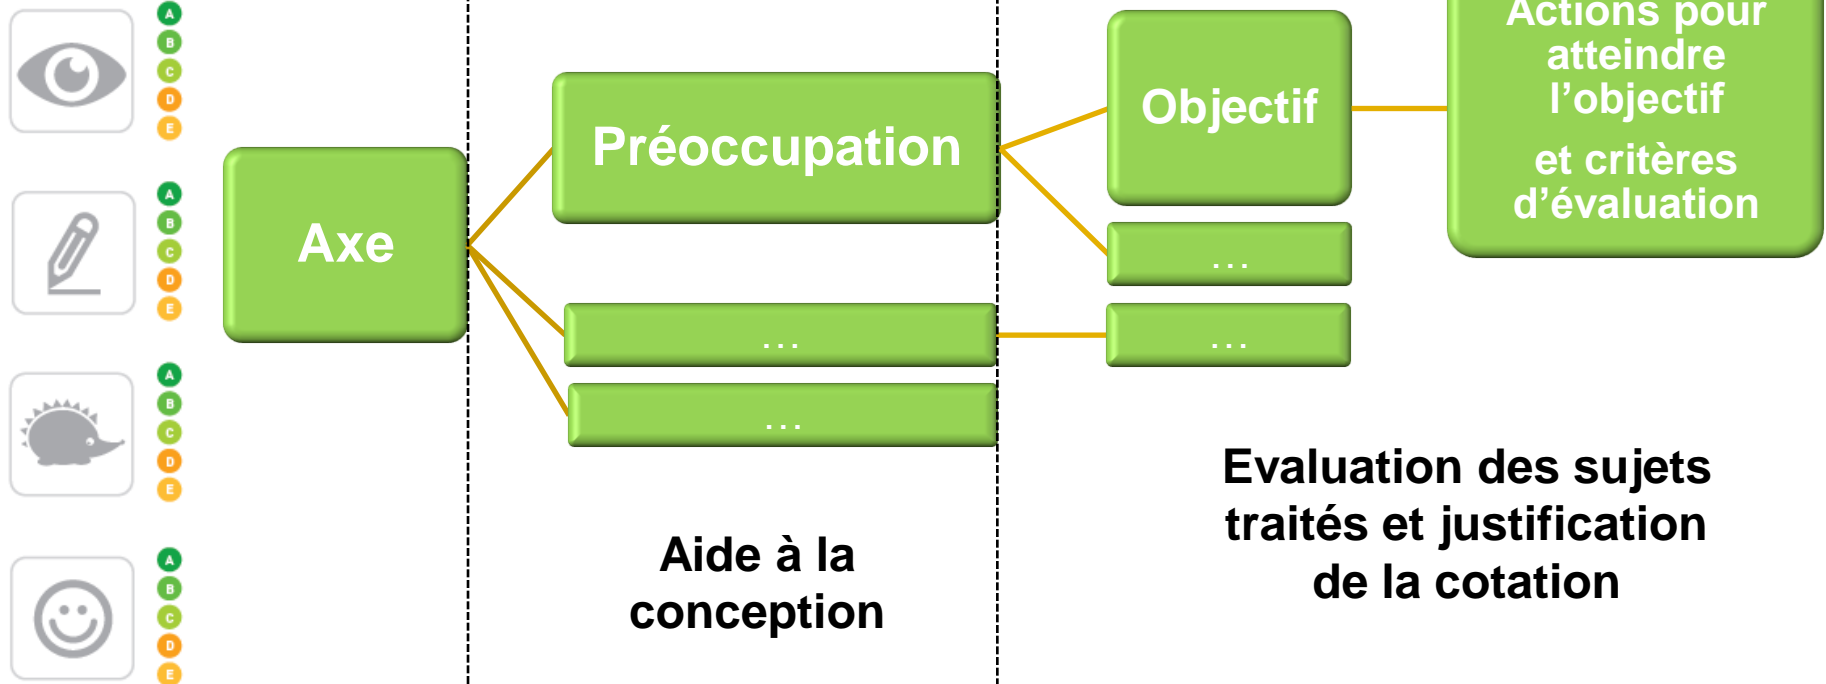 A
B
C
D
E
A
B
C
D
E
A
B
C
D
E
A
B
C
D
E
Axe
Préoccupation
...
...
Aide à la
conception
Objectif
...
...
Actions pour
atteindre
l’objectif
et critères
d’évaluation
Evaluation des sujets
traités et justification
de la cotation